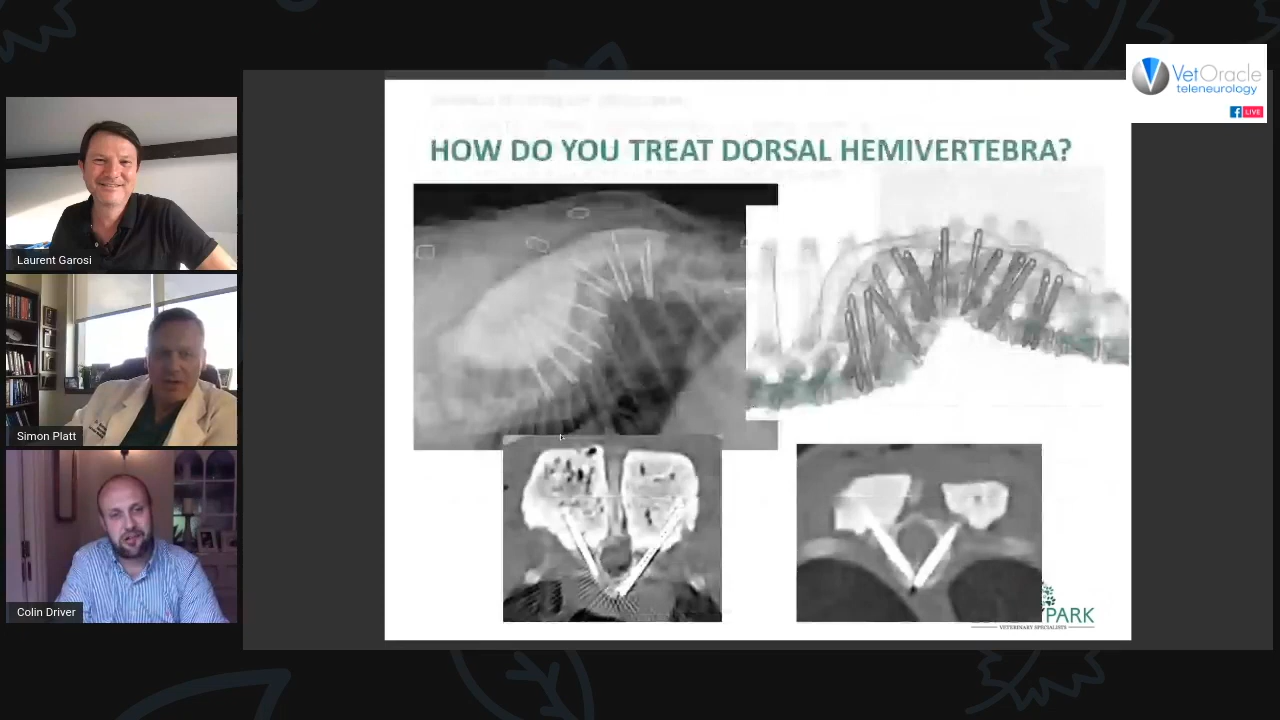 VetOracle
teleneurology
LIVE
HOW DO YOU TREAT DORSAL HEMIVERTEBRA?
Laurent Garosi
Simon Platt
Colin Driver
PARK
VETERINARY SPECIALISTS